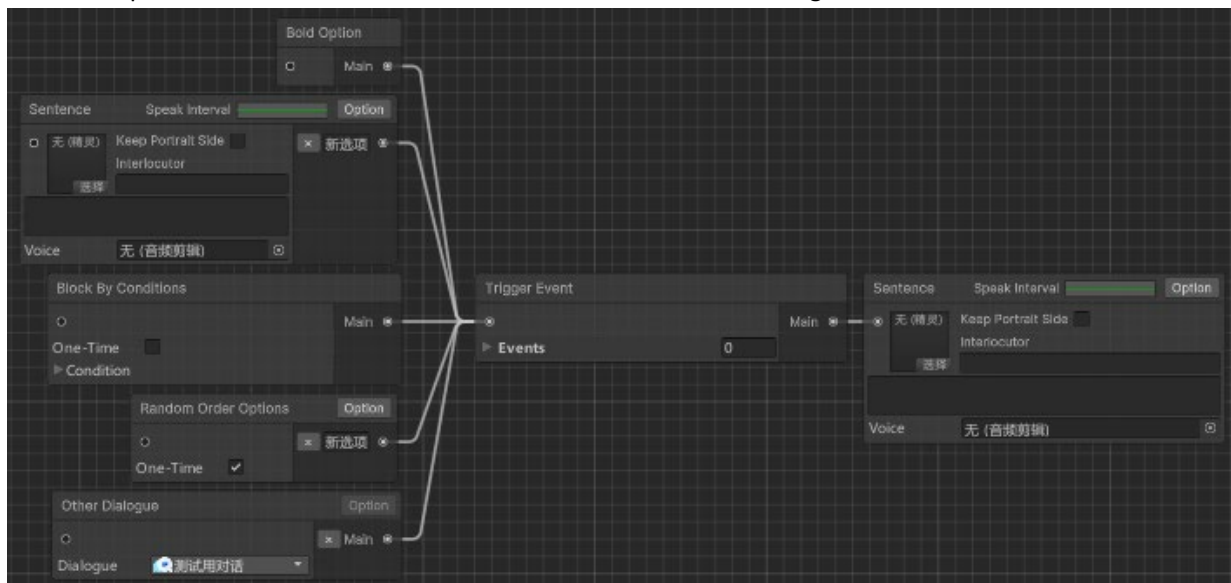 Bold Option
Main
Sentence Speak Interval Option
无 (精灵) Keep Portrait Side × 新选项
Interlocutor
选择
Voice 无 (音频剪辑)
Block By Conditions
Main
One-Time
Condition
Trigger Event
Main
Events 0
Sentence Speak Interval Option
无 (精灵) Keep Portrait Side
Interlocutor
选择
Voice 无 (音频剪辑)
Random Order Options Option
× 新选项
One-Time
Other Dialogue Option
× Main
Dialogue 测试用对话